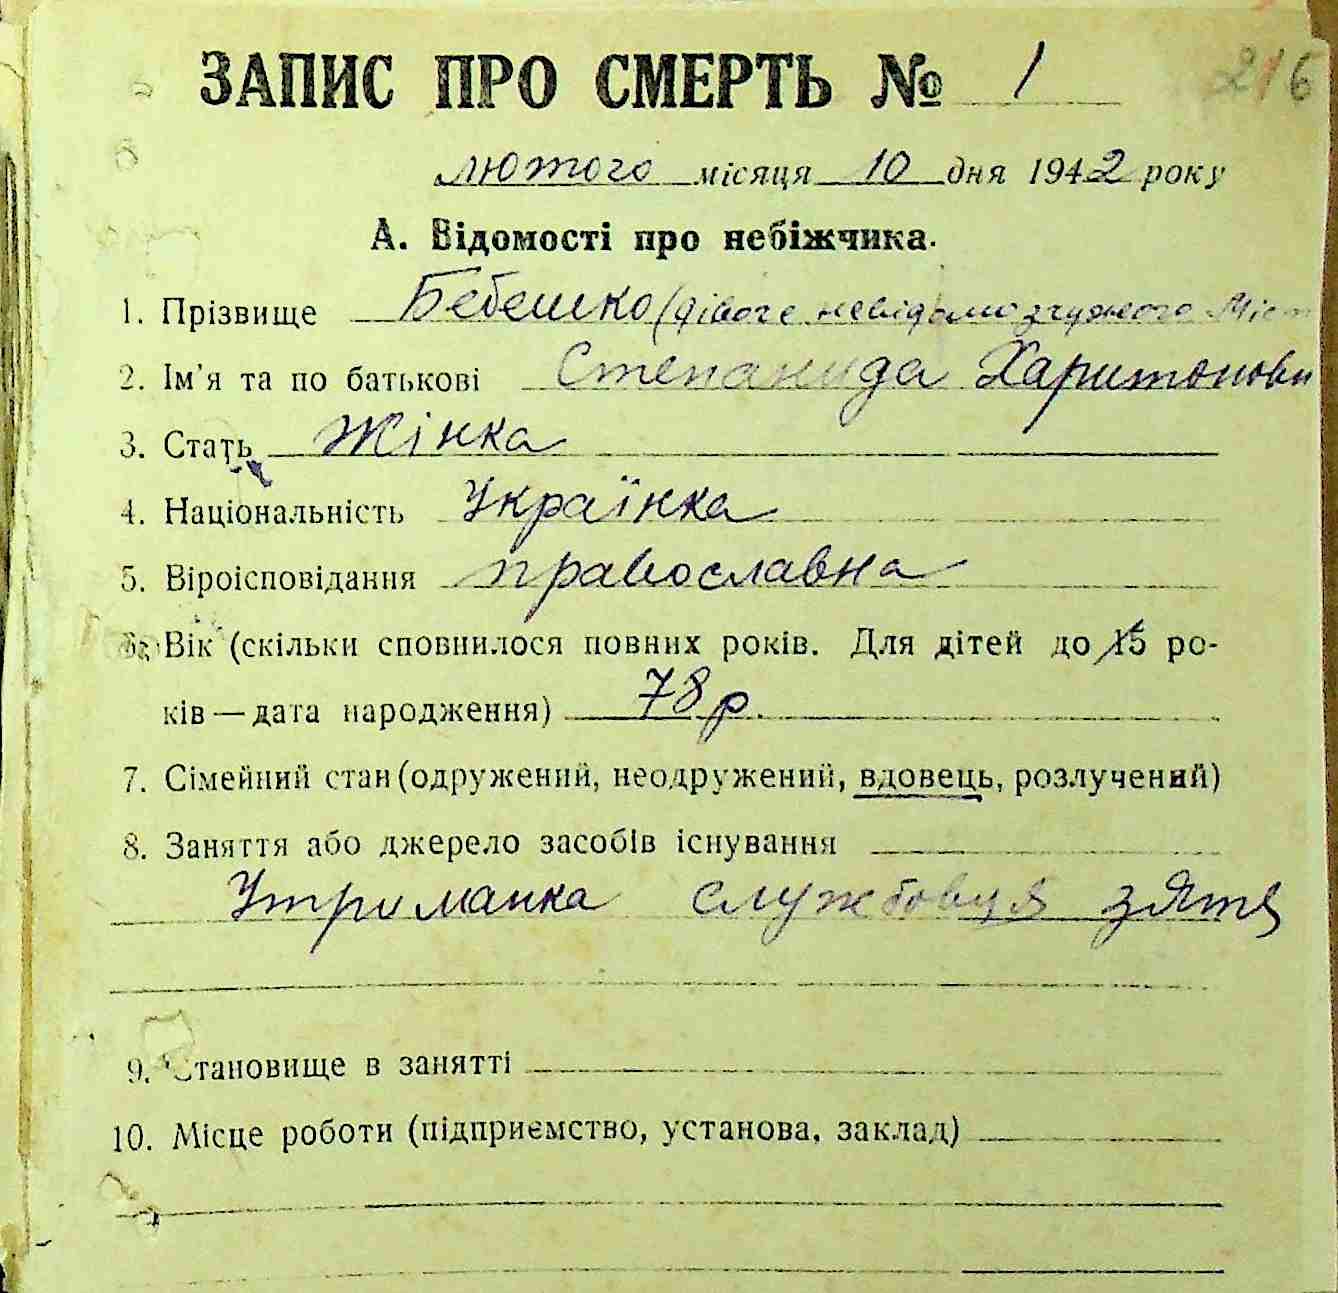 216
ЗАПИС ПРО СМЕРТЬ № 1
лютого місяця 10 дня 1942 року
А. Відомості про небіжчика.
1. Прізвище Бебешко (дівоче невідомо з чужого Міст
2. Ім'я та по батькові Степанида Харитоновн
3. Стать Жінка
4. Національність Українка
5. Віроісповідання православна
6. Вік (скільки сповнилося повних років. Для дітей до 15 ро-
ків — дата народження) 78 р.
7. Сімейний стан (одружений, неодружений, вдовець, розлучений)
8. Заняття або джерело засобів існування
Утриманка службовця зятя
9. Становище в занятті
10. Місце роботи (підприємство, установа, заклад)